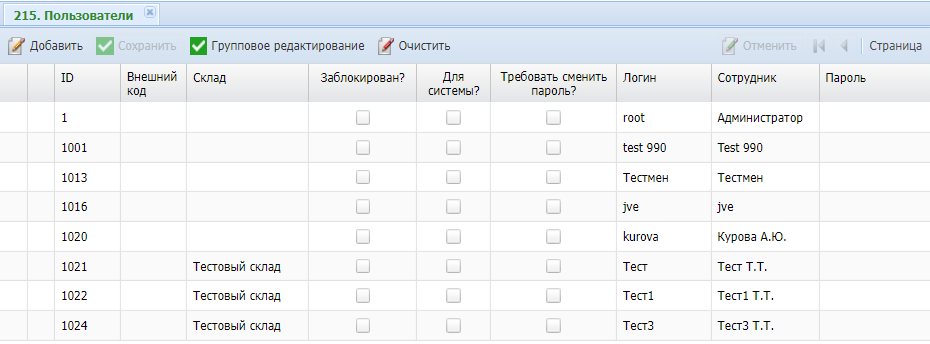 215. Пользователи
Добавить Сохранить Групповое редактирование Очистить Отменить Страница
ID Внешний код Склад Заблокирован? Для системы? Требовать сменить пароль? Логин Сотрудник Пароль
1 root Администратор
1001 test 990 Test 990
1013 Тестмен Тестмен
1016 jve jve
1020 kurova Курова А.Ю.
1021 Тестовый склад Тест Тест Т.Т.
1022 Тестовый склад Тест1 Тест1 Т.Т.
1024 Тестовый склад Тест3 Тест3 Т.Т.